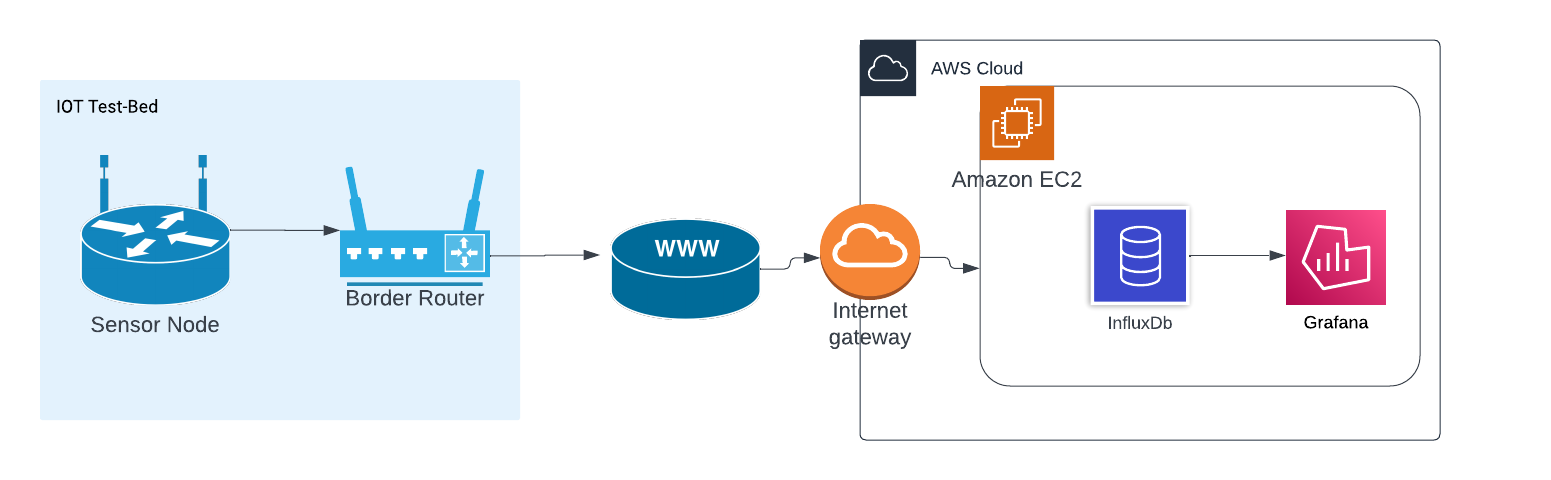 IOT Test-Bed
Sensor Node
Border Router
WWW
Internet
gateway
AWS Cloud
Amazon EC2
InfluxDb
Grafana